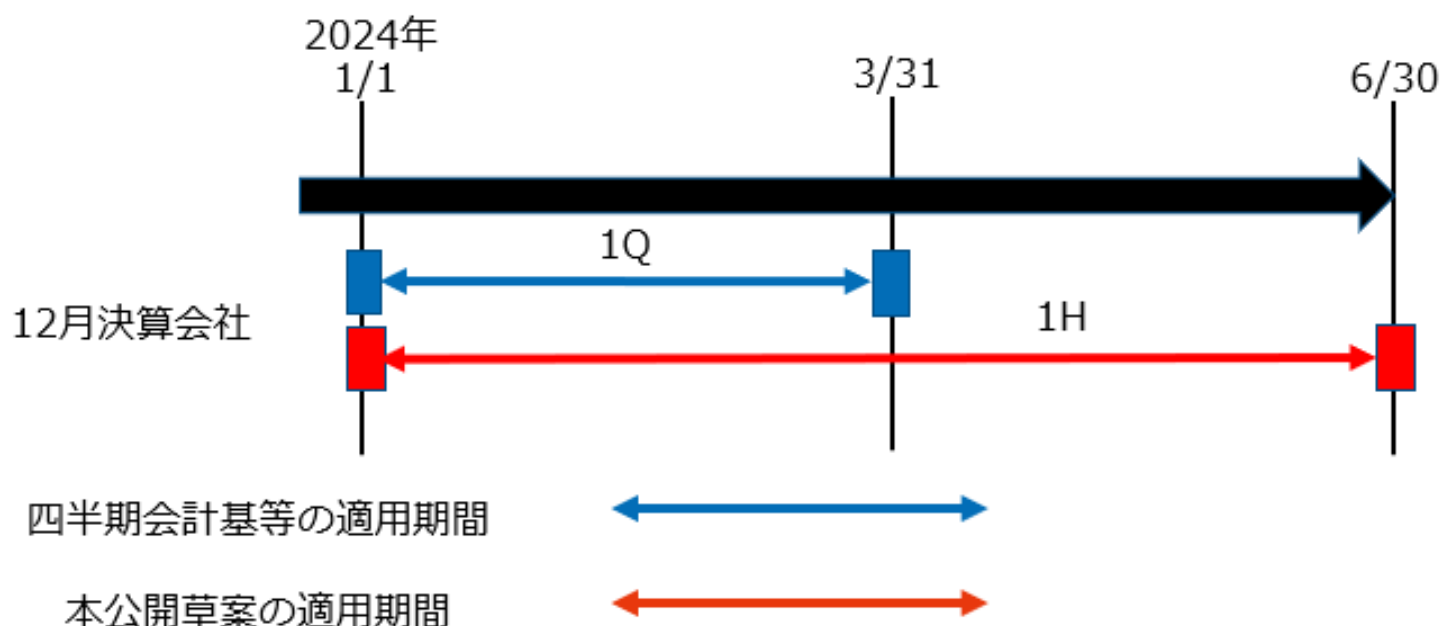 2024年
1/1
3/31
6/30
1Q
12月決算会社
1H
四半期会計基等の適用期間
本公開草案の適用期間